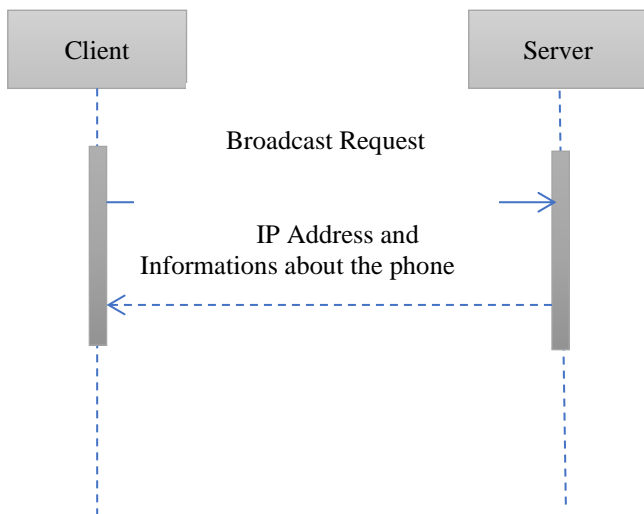 Client
Server
Broadcast Request
IP Address and
Informations about the phone